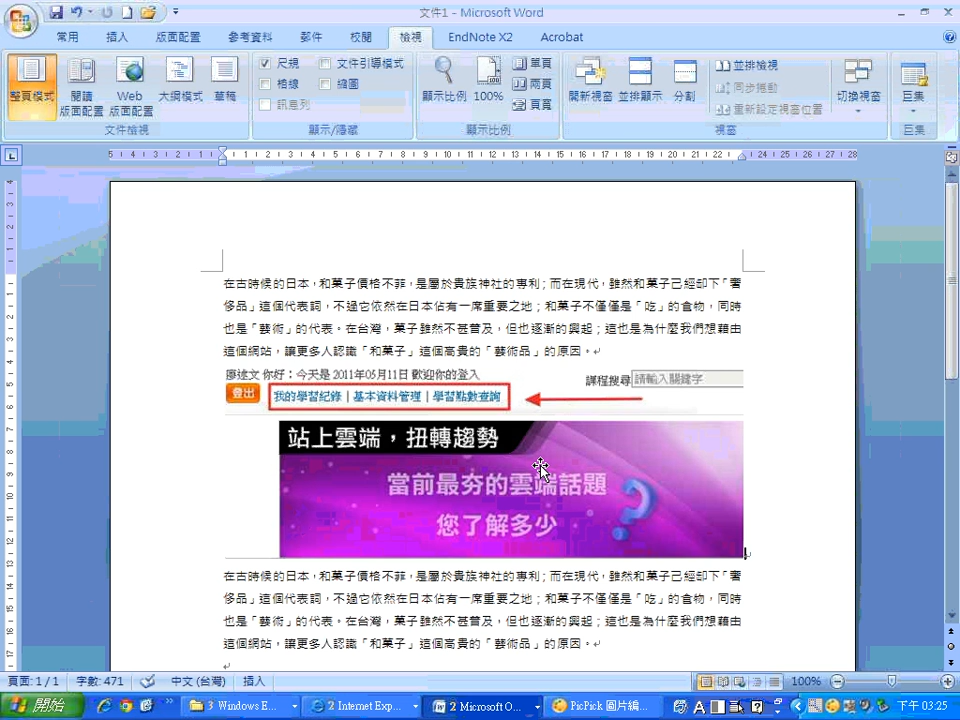 文件1 - Microsoft Word
常用 插入 版面配置 參考資料 郵件 校閱 檢視 EndNote X2 Acrobat
整頁模式 閱讀版面配置 Web 版面配置 大綱模式 草稿
文件檢視
尺規 文件引導模式
格線 縮圖
訊息列
顯示/隱藏
顯示比例 100% 單頁 兩頁 頁寬
顯示比例
開新視窗 並排顯示 分割 並排檢視 同步捲動 重新設定視窗位置 切換視窗
視窗
巨集
巨集
在古時候的日本，和菓子價格不菲，是屬於貴族神社的專利；而在現代，雖然和菓子已經卸下「奢
侈品」這個代表詞，不過它依然在日本佔有一席重要之地；和菓子不僅僅是「吃」的食物，同時
也是「藝術」的代表。在台灣，菓子雖然不甚普及，但也逐漸的興起；這也是為什麼我們想藉由
這個網站，讓更多人認識「和菓子」這個高貴的「藝術品」的原因。
廖述文 你好：今天是 2011年05月11日 歡迎你的登入
課程搜尋 請輸入關鍵字
登出 我的學習紀錄 | 基本資料管理 | 學習點數查詢
站上雲端，扭轉趨勢
當前最夯的雲端話題
您了解多少?
在古時候的日本，和菓子價格不菲，是屬於貴族神社的專利；而在現代，雖然和菓子已經卸下「奢
侈品」這個代表詞，不過它依然在日本佔有一席重要之地；和菓子不僅僅是「吃」的食物，同時
也是「藝術」的代表。在台灣，菓子雖然不甚普及，但也逐漸的興起；這也是為什麼我們想藉由
這個網站，讓更多人認識「和菓子」這個高貴的「藝術品」的原因。
頁面: 1/1 字數: 471 中文 (台灣) 插入 100%
開始 3 Windows E... 2 Internet Exp... 2 Microsoft O... PicPick 圖片編... 下午 03:25